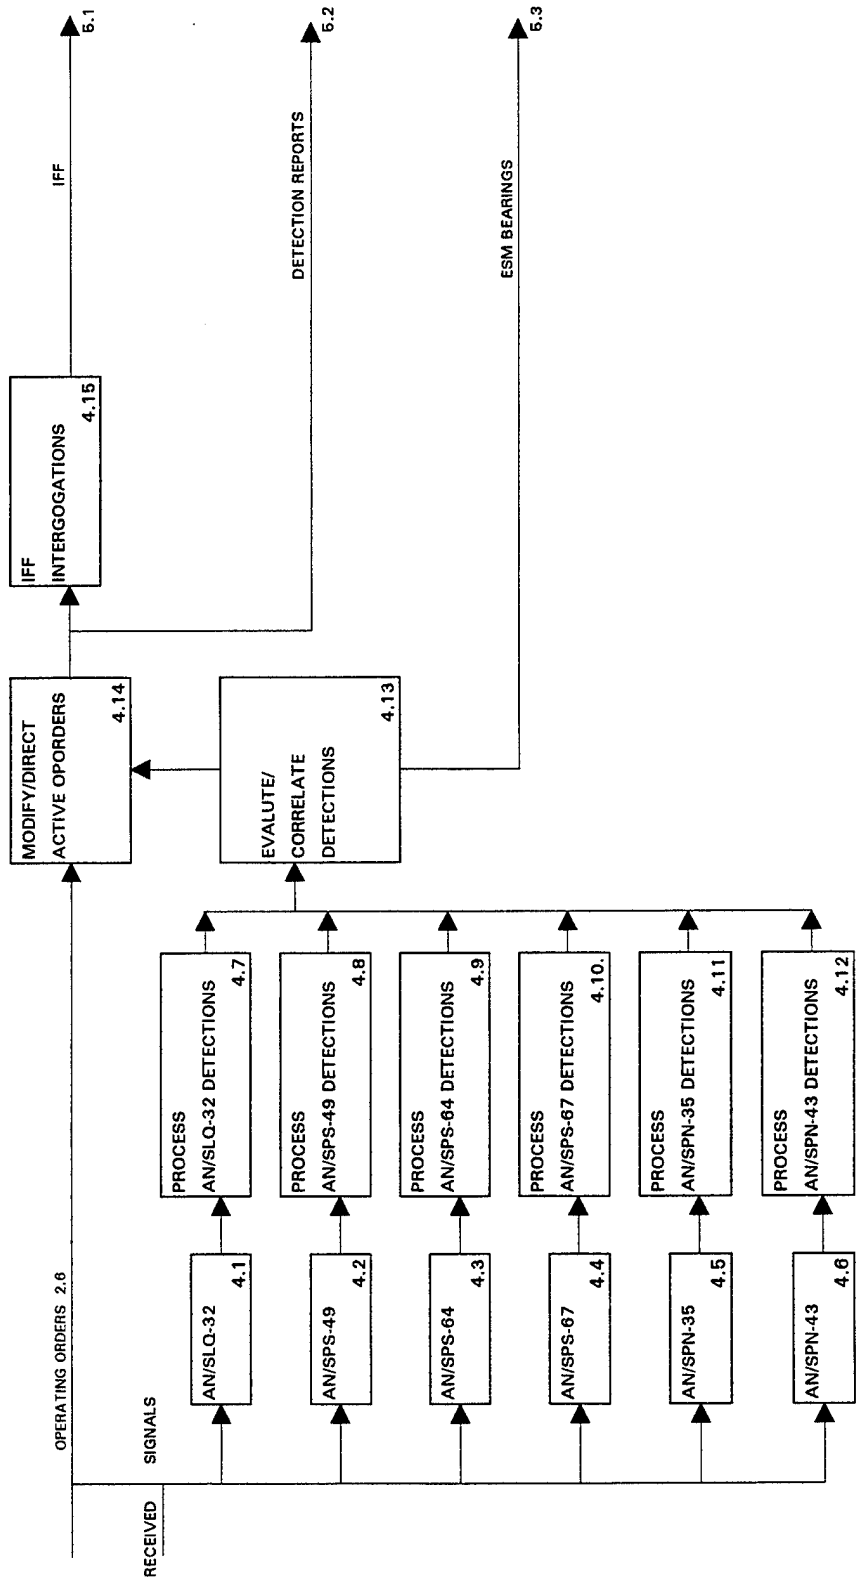 OPERATING ORDERS 2.6
RECEIVED SIGNALS
AN/SLQ-32
4.1
AN/SPS-49
4.2
AN/SPS-64
4.3
AN/SPS-67
4.4
AN/SPN-35
4.5
AN/SPN-43
4.6
PROCESS
AN/SLQ-32 DETECTIONS
4.7
PROCESS
AN/SPS-49 DETECTIONS
4.8
PROCESS
AN/SPS-64 DETECTIONS
4.9
PROCESS
AN/SPS-67 DETECTIONS
4.10.
PROCESS
AN/SPN-35 DETECTIONS
4.11
PROCESS
AN/SPN-43 DETECTIONS
4.12
MODIFY/DIRECT
ACTIVE OPORDERS
4.14
EVALUTE/
CORRELATE
DETECTIONS
4.13
IFF
INTERGOGATIONS
4.15
IFF
5.1
DETECTION REPORTS
5.2
ESM BEARINGS
5.3